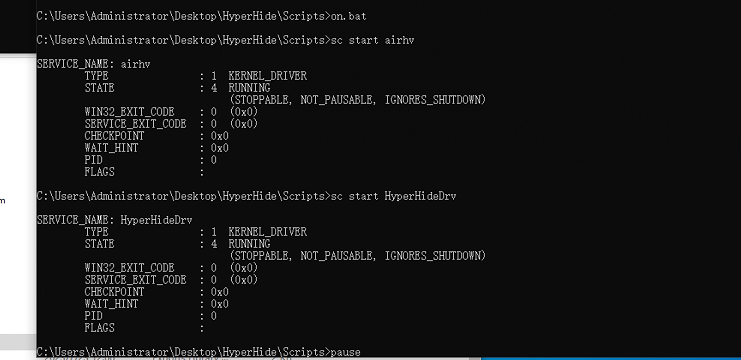 C:\Users\Administrator\Desktop\HyperHide\Scripts>on.bat
C:\Users\Administrator\Desktop\HyperHide\Scripts>sc start airhv
SERVICE_NAME: airhv
        TYPE               : 1  KERNEL_DRIVER
        STATE              : 4  RUNNING
                                (STOPPABLE, NOT_PAUSABLE, IGNORES_SHUTDOWN)
        WIN32_EXIT_CODE    : 0  (0x0)
        SERVICE_EXIT_CODE  : 0  (0x0)
        CHECKPOINT         : 0x0
        WAIT_HINT          : 0x0
        PID                : 0
        FLAGS              :
C:\Users\Administrator\Desktop\HyperHide\Scripts>sc start HyperHideDrv
SERVICE_NAME: HyperHideDrv
        TYPE               : 1  KERNEL_DRIVER
        STATE              : 4  RUNNING
                                (STOPPABLE, NOT_PAUSABLE, IGNORES_SHUTDOWN)
        WIN32_EXIT_CODE    : 0  (0x0)
        SERVICE_EXIT_CODE  : 0  (0x0)
        CHECKPOINT         : 0x0
        WAIT_HINT          : 0x0
        PID                : 0
        FLAGS              :
C:\Users\Administrator\Desktop\HyperHide\Scripts>pause